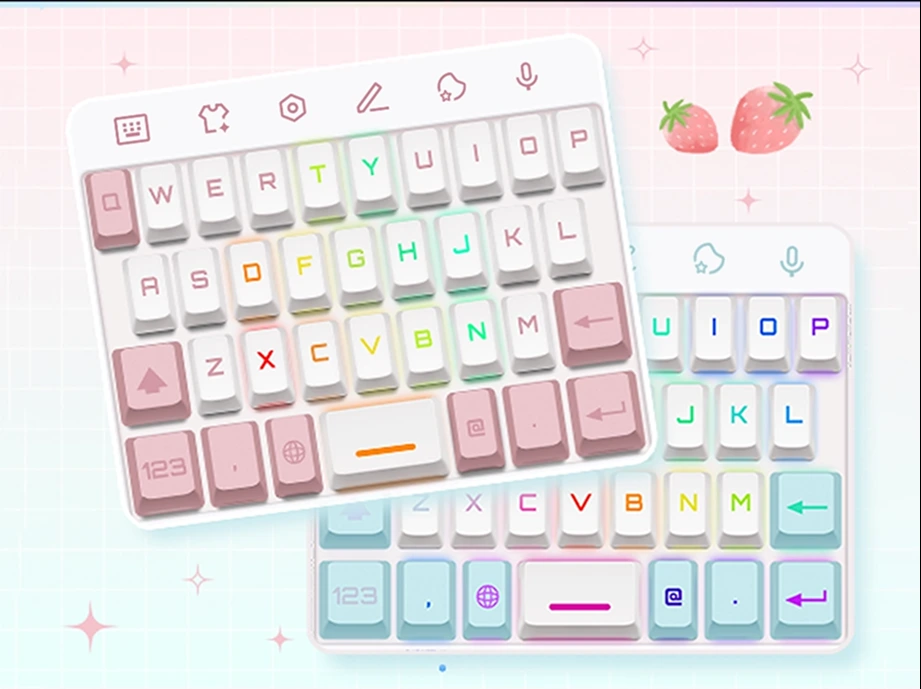 Q W E R T Y U I O P
A S D F G H J K L
Z X C V B N M
123 , @ .
U I O P
J K L
Z X C V B N M
123 , @ .